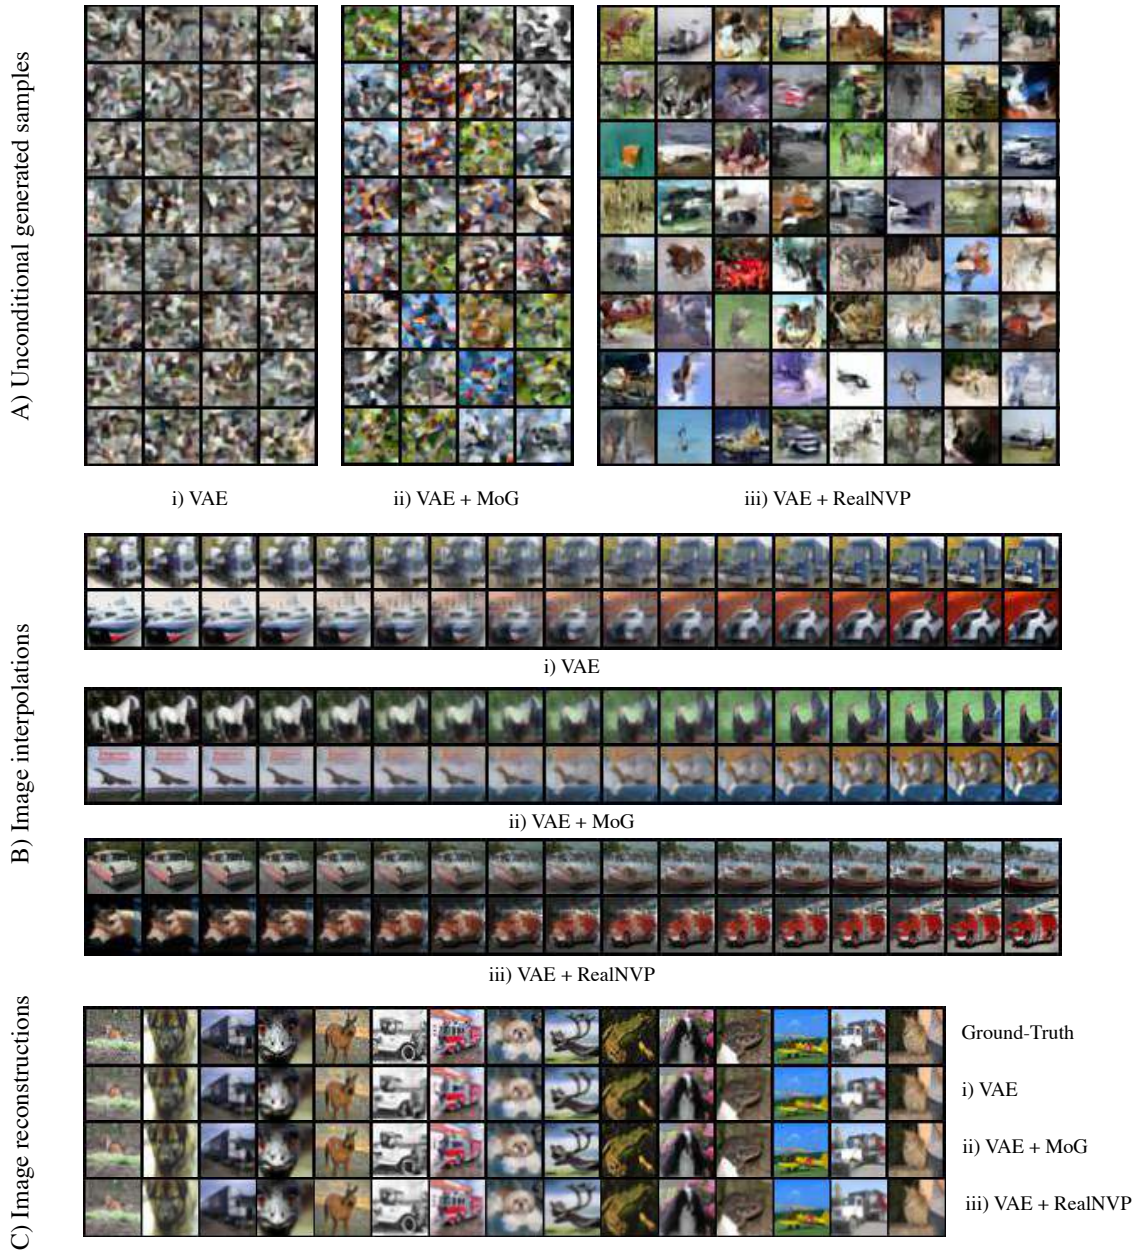 A) Unconditional generated samples
i) VAE
ii) VAE + MoG
iii) VAE + RealNVP
B) Image interpolations
i) VAE
ii) VAE + MoG
iii) VAE + RealNVP
C) Image reconstructions
Ground-Truth
i) VAE
ii) VAE + MoG
iii) VAE + RealNVP